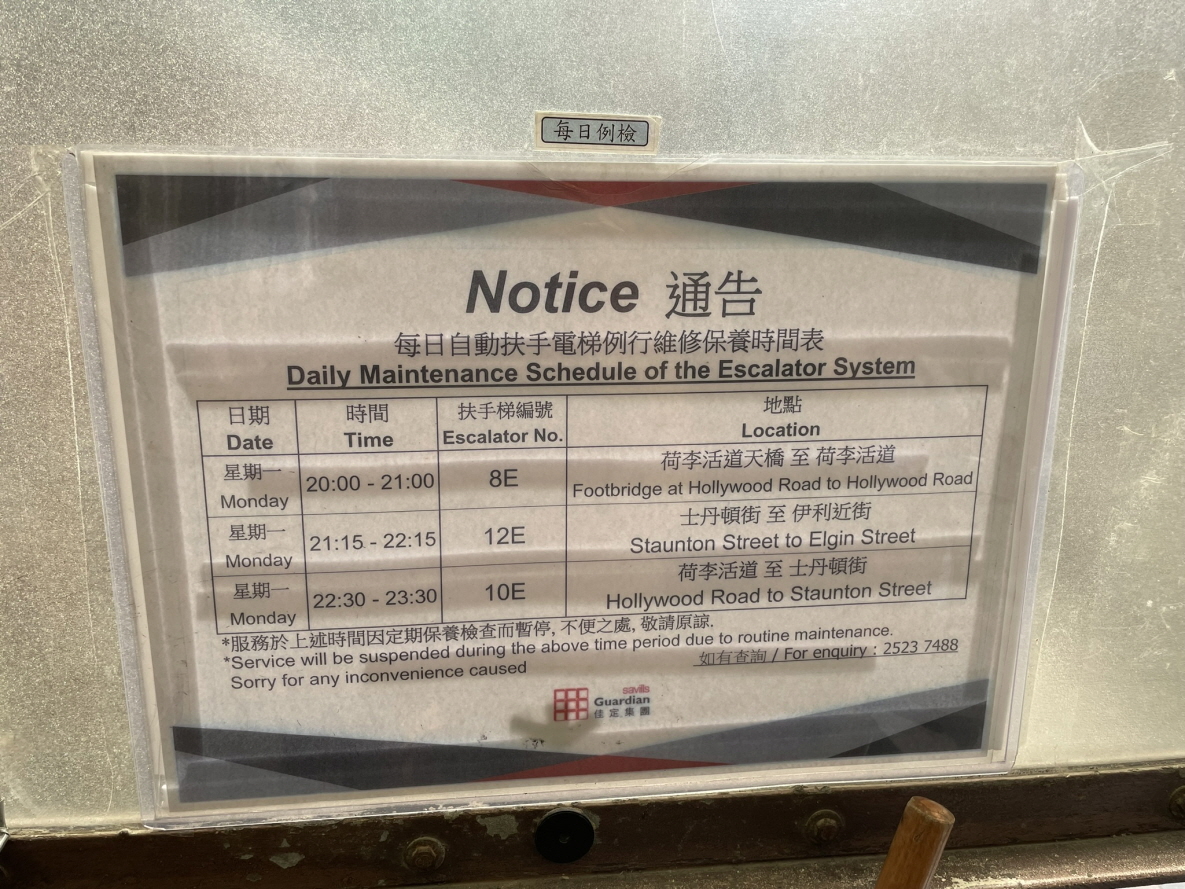 每日例檢
Notice 通告
每日自動扶手電梯例行維修保養時間表
Daily Maintenance Schedule of the Escalator System
日期 時間 扶手梯編號 地點
Date Time Escalator No. Location
星期一 荷李活道天橋 至 荷李活道
Monday 20:00 - 21:00 8E Footbridge at Hollywood Road to Hollywood Road
星期一 士丹頓街 至 伊利近街
Monday 21:15 - 22:15 12E Staunton Street to Elgin Street
星期一 荷李活道 至 士丹頓街
Monday 22:30 - 23:30 10E Hollywood Road to Staunton Street
*服務於上述時間因定期保養檢查而暫停, 不便之處, 敬請原諒.
*Service will be suspended during the above time period due to routine maintenance.
Sorry for any inconvenience caused
如有查詢 / For enquiry : 2523 7488
savills
Guardian
佳定集團